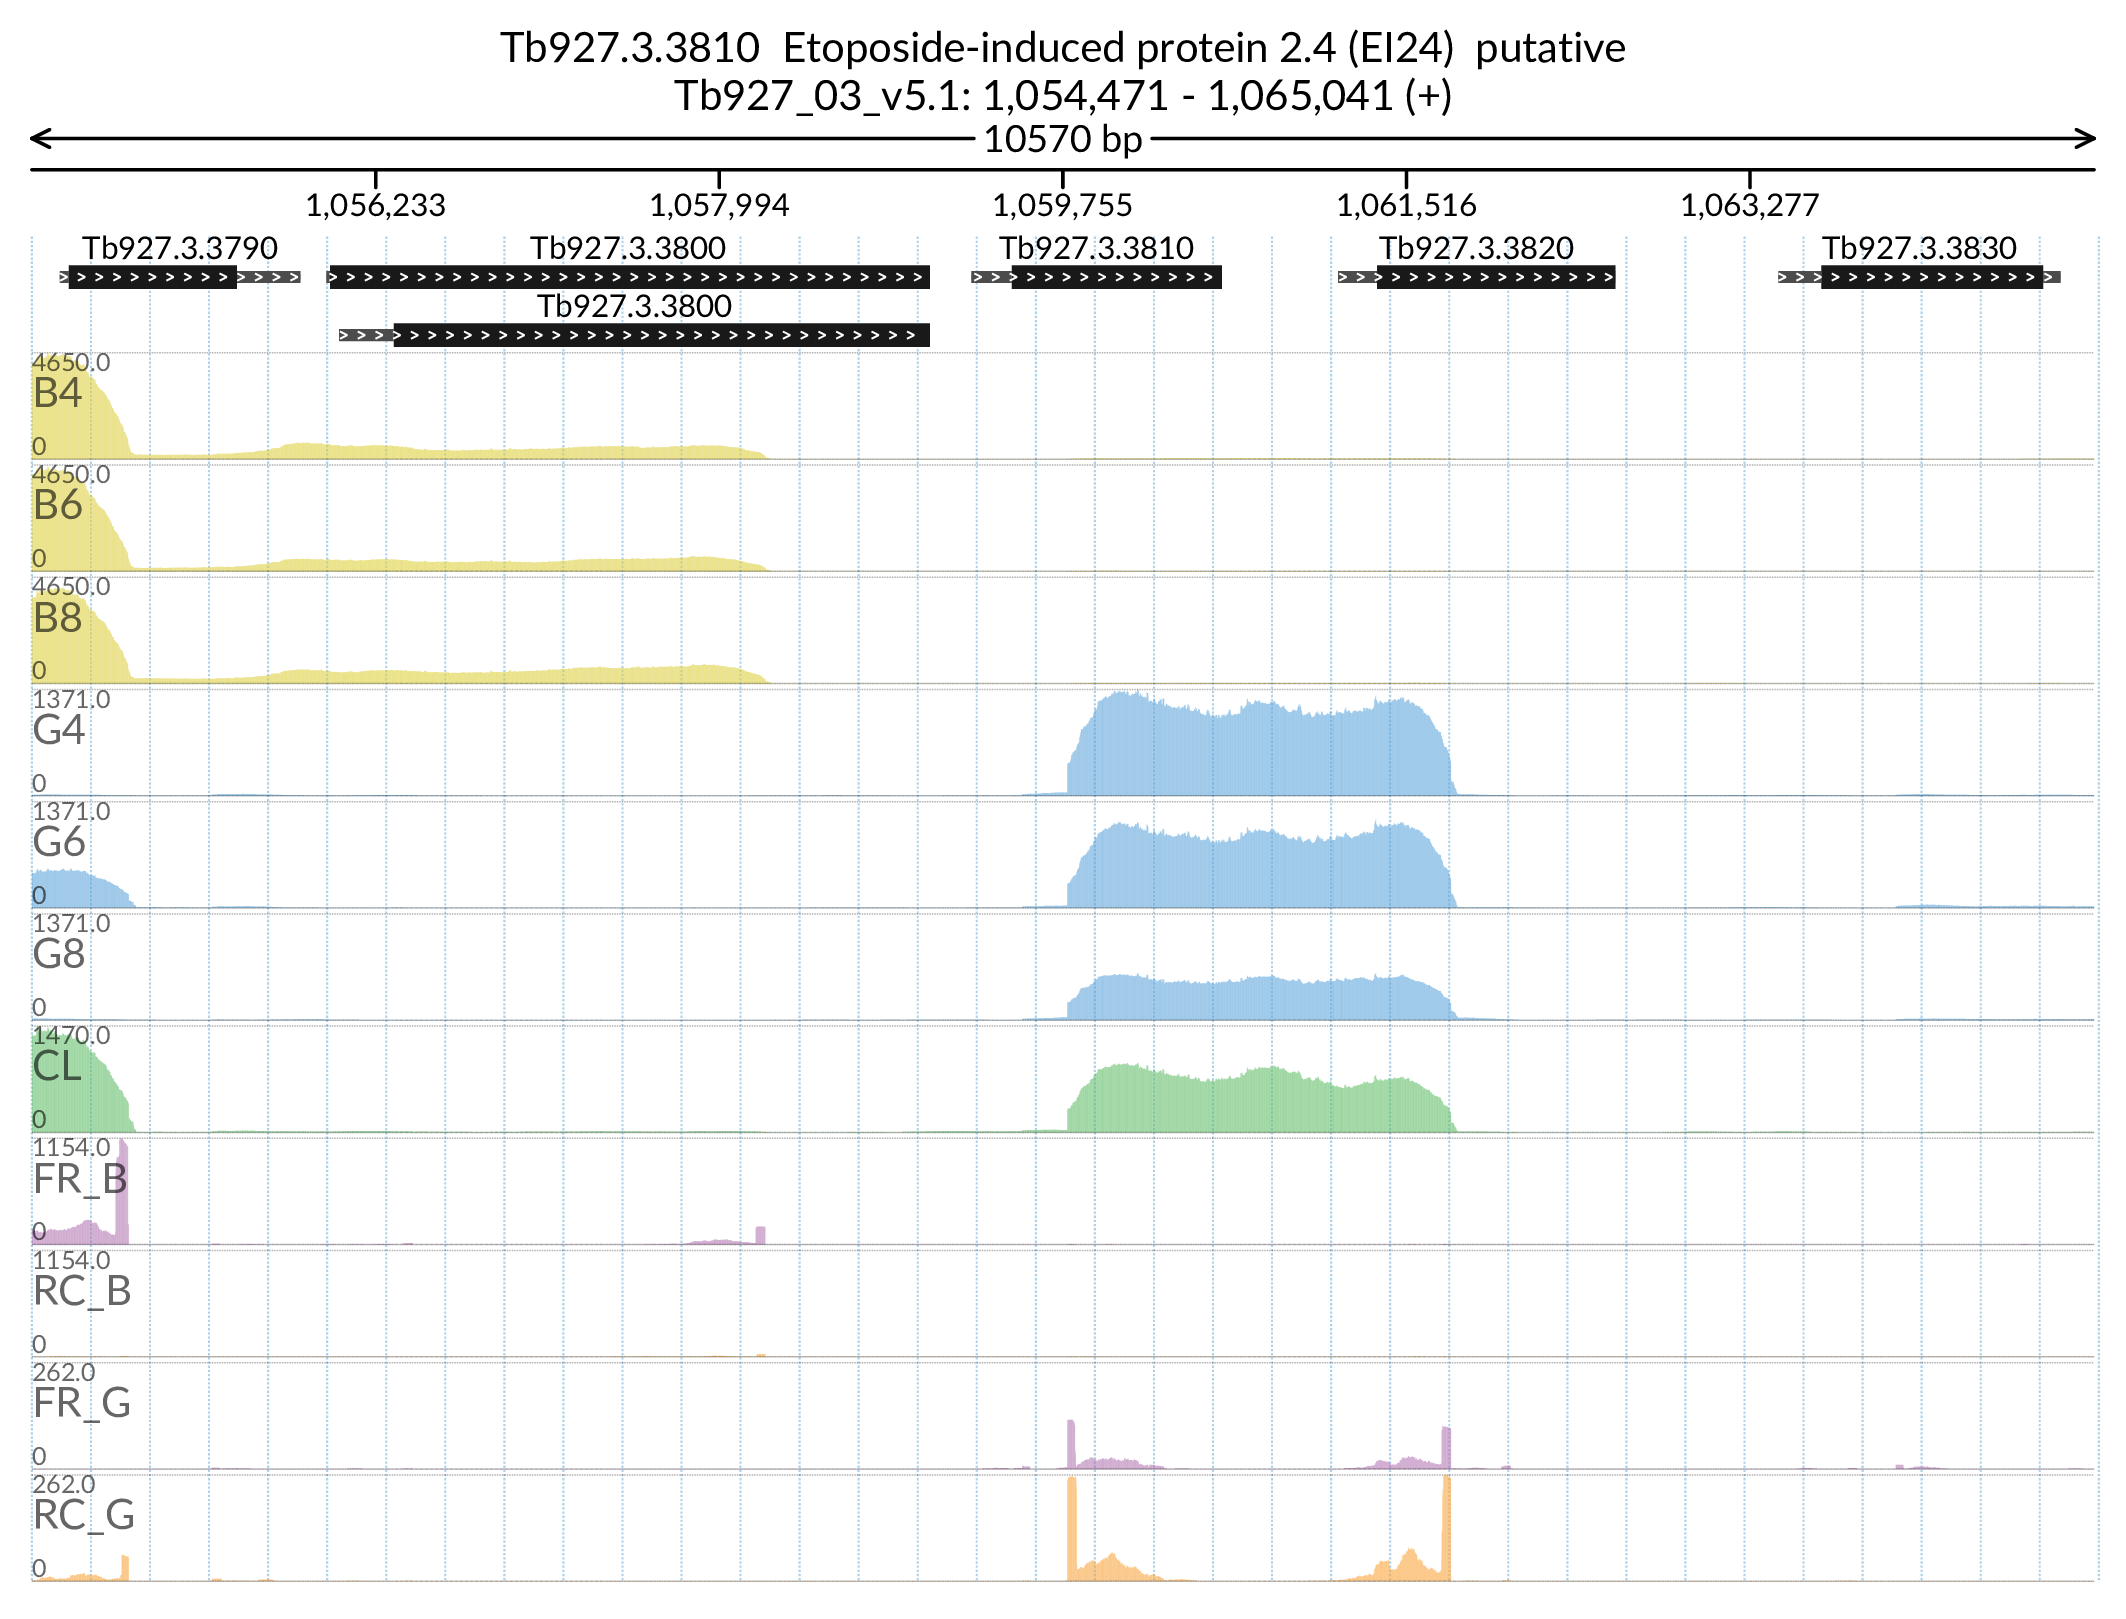 Tb927.3.3810  Etoposide-induced protein 2.4 (EI24)  putative
Tb927_03_v5.1: 1,054,471 - 1,065,041 (+)
10570 bp
1,056,233 1,057,994 1,059,755 1,061,516 1,063,277
Tb927.3.3790 Tb927.3.3800 Tb927.3.3810 Tb927.3.3820 Tb927.3.3830
Tb927.3.3800
4650.0
B4
0
4650.0
B6
0
4650.0
B8
0
1371.0
G4
0
1371.0
G6
0
1371.0
G8
0
1470.0
CL
0
1154.0
FR_B
0
1154.0
RC_B
0
262.0
FR_G
0
262.0
RC_G
0